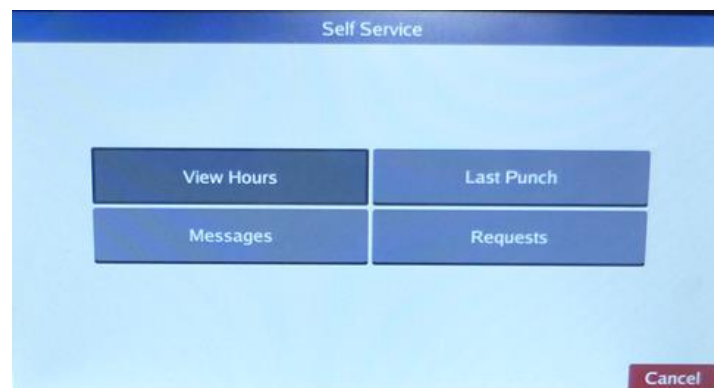 Self Service
View Hours
Last Punch
Messages
Requests
Cancel